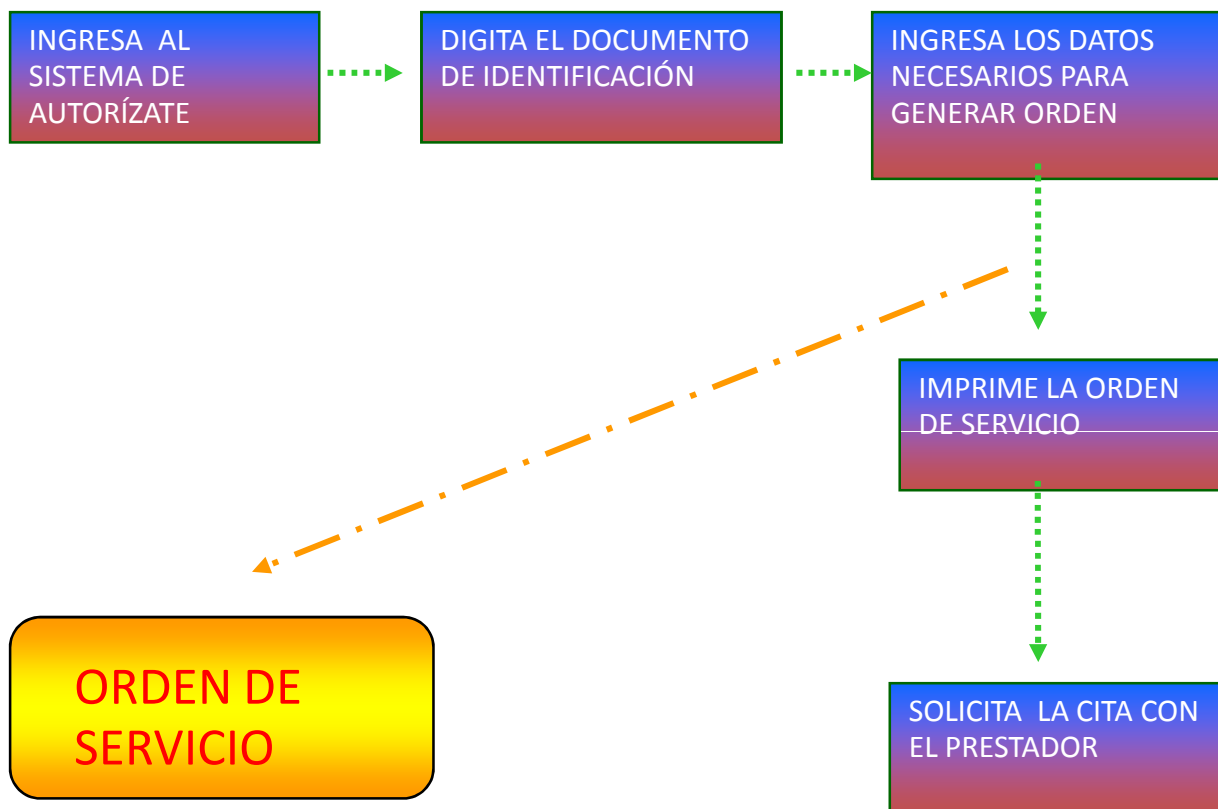 INGRESA AL
SISTEMA DE
AUTORÍZATE
DIGITA EL DOCUMENTO
DE IDENTIFICACIÓN
INGRESA LOS DATOS
NECESARIOS PARA
GENERAR ORDEN
IMPRIME LA ORDEN
DE SERVICIO
ORDEN DE
SERVICIO
SOLICITA LA CITA CON
EL PRESTADOR